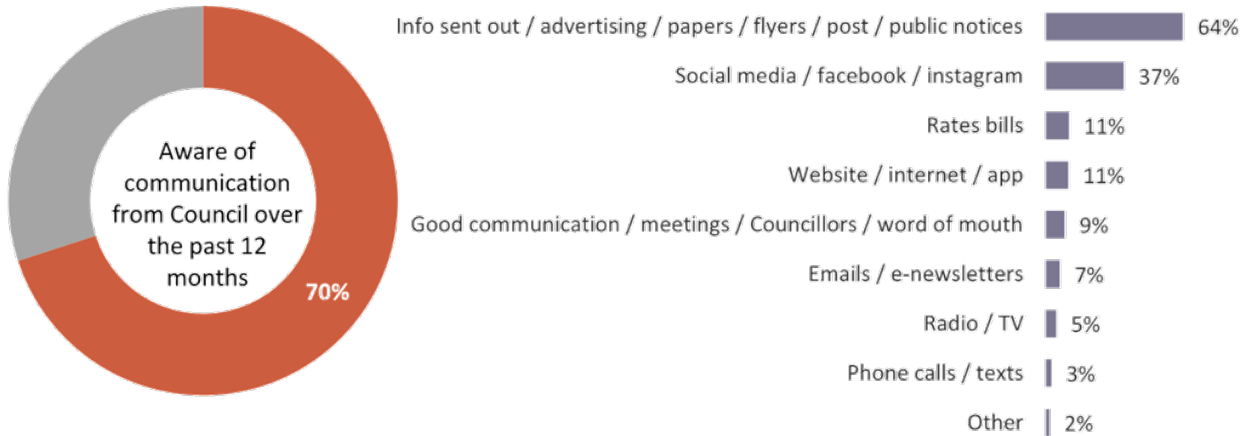 Aware of
communication
from Council over
the past 12
months
70%
Info sent out / advertising / papers / flyers / post / public notices 64%
Social media / facebook / instagram 37%
Rates bills 11%
Website / internet / app 11%
Good communication / meetings / Councillors / word of mouth 9%
Emails / e-newsletters 7%
Radio / TV 5%
Phone calls / texts 3%
Other 2%